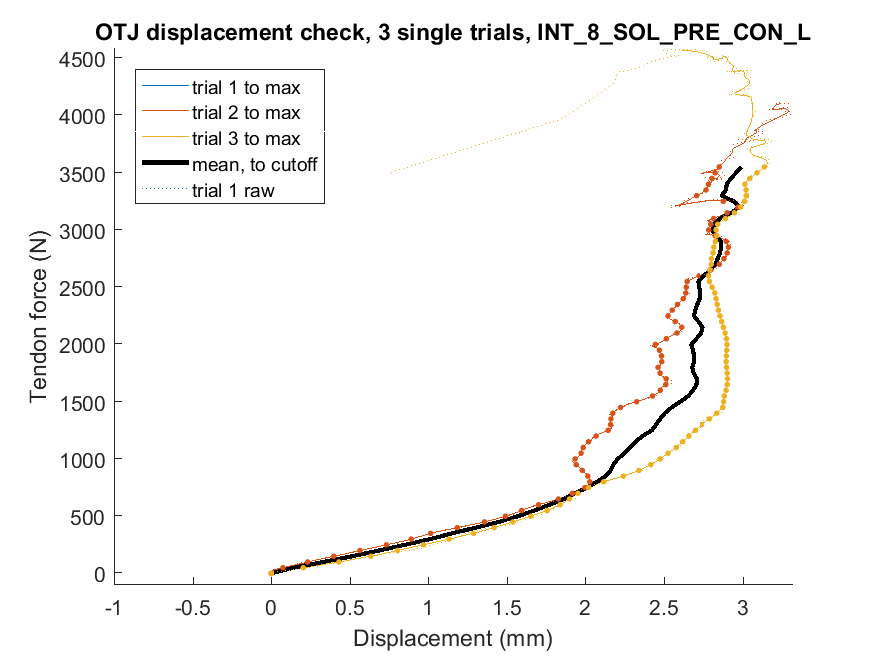 OTJ displacement check, 3 single trials, INT_8_SOL_PRE_CON_L
4500
4000
3500
3000
2500
2000
1500
1000
500
0
Tendon force (N)
trial 1 to max
trial 2 to max
trial 3 to max
mean, to cutoff
trial 1 raw
-1
-0.5
0
0.5
1
1.5
2
2.5
3
Displacement (mm)